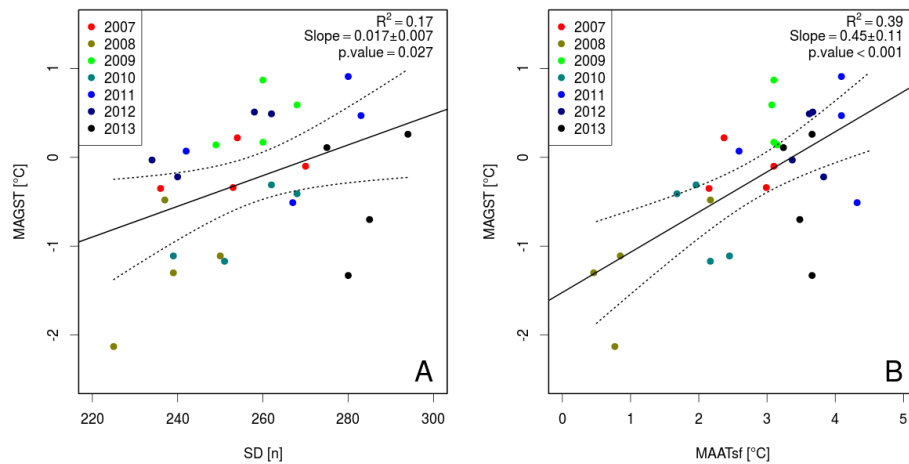 2007
2008
2009
2010
2011
2012
2013
R² = 0.17
Slope = 0.017±0.007
p.value = 0.027
MAGST [°C]
1
0
-1
-2
A
220 240 260 280 300
SD [n]
2007
2008
2009
2010
2011
2012
2013
R² = 0.39
Slope = 0.45±0.11
p.value < 0.001
MAGST [°C]
1
0
-1
-2
B
0 1 2 3 4 5
MAATsf [°C]